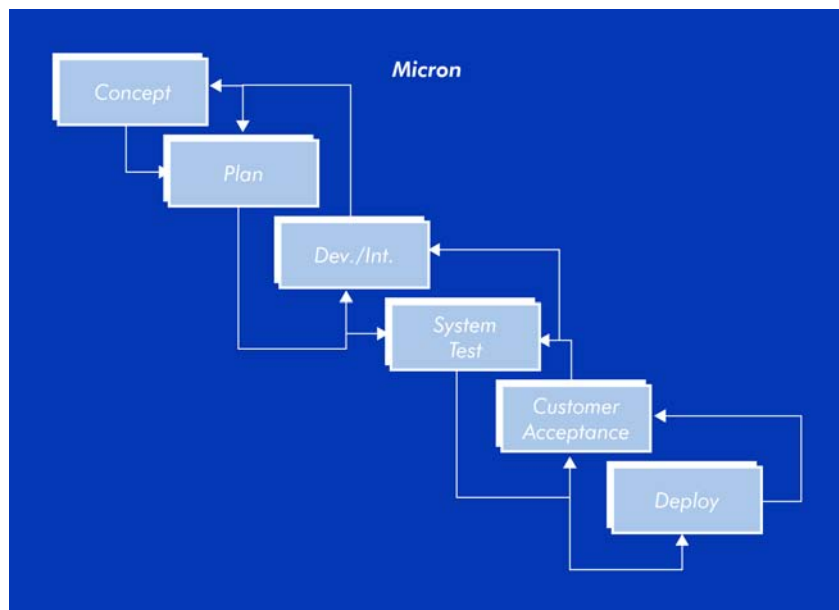 Micron
Concept
Plan
Dev./Int.
System
Test
Customer
Acceptance
Deploy